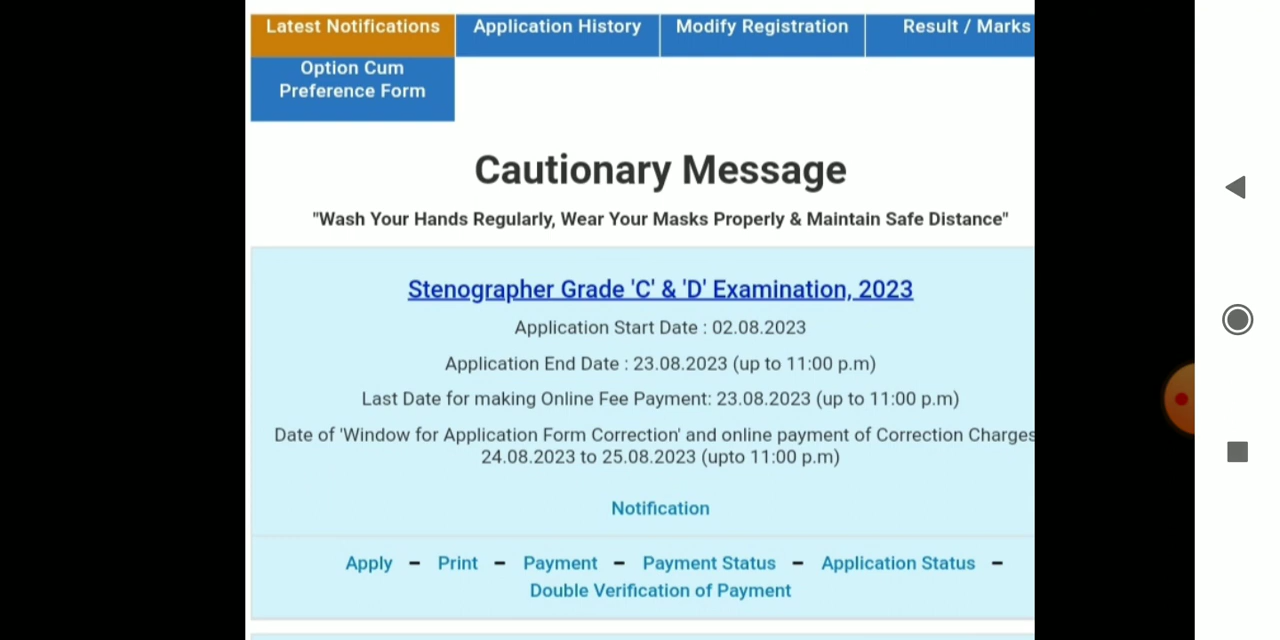 Latest Notifications
Application History
Modify Registration
Result / Marks
Option Cum
Preference Form
Cautionary Message
"Wash Your Hands Regularly, Wear Your Masks Properly & Maintain Safe Distance"
Stenographer Grade 'C' & 'D' Examination, 2023
Application Start Date : 02.08.2023
Application End Date : 23.08.2023 (up to 11:00 p.m)
Last Date for making Online Fee Payment: 23.08.2023 (up to 11:00 p.m)
Date of 'Window for Application Form Correction' and online payment of Correction Charges
24.08.2023 to 25.08.2023 (upto 11:00 p.m)
Notification
Apply – Print – Payment – Payment Status – Application Status –
Double Verification of Payment